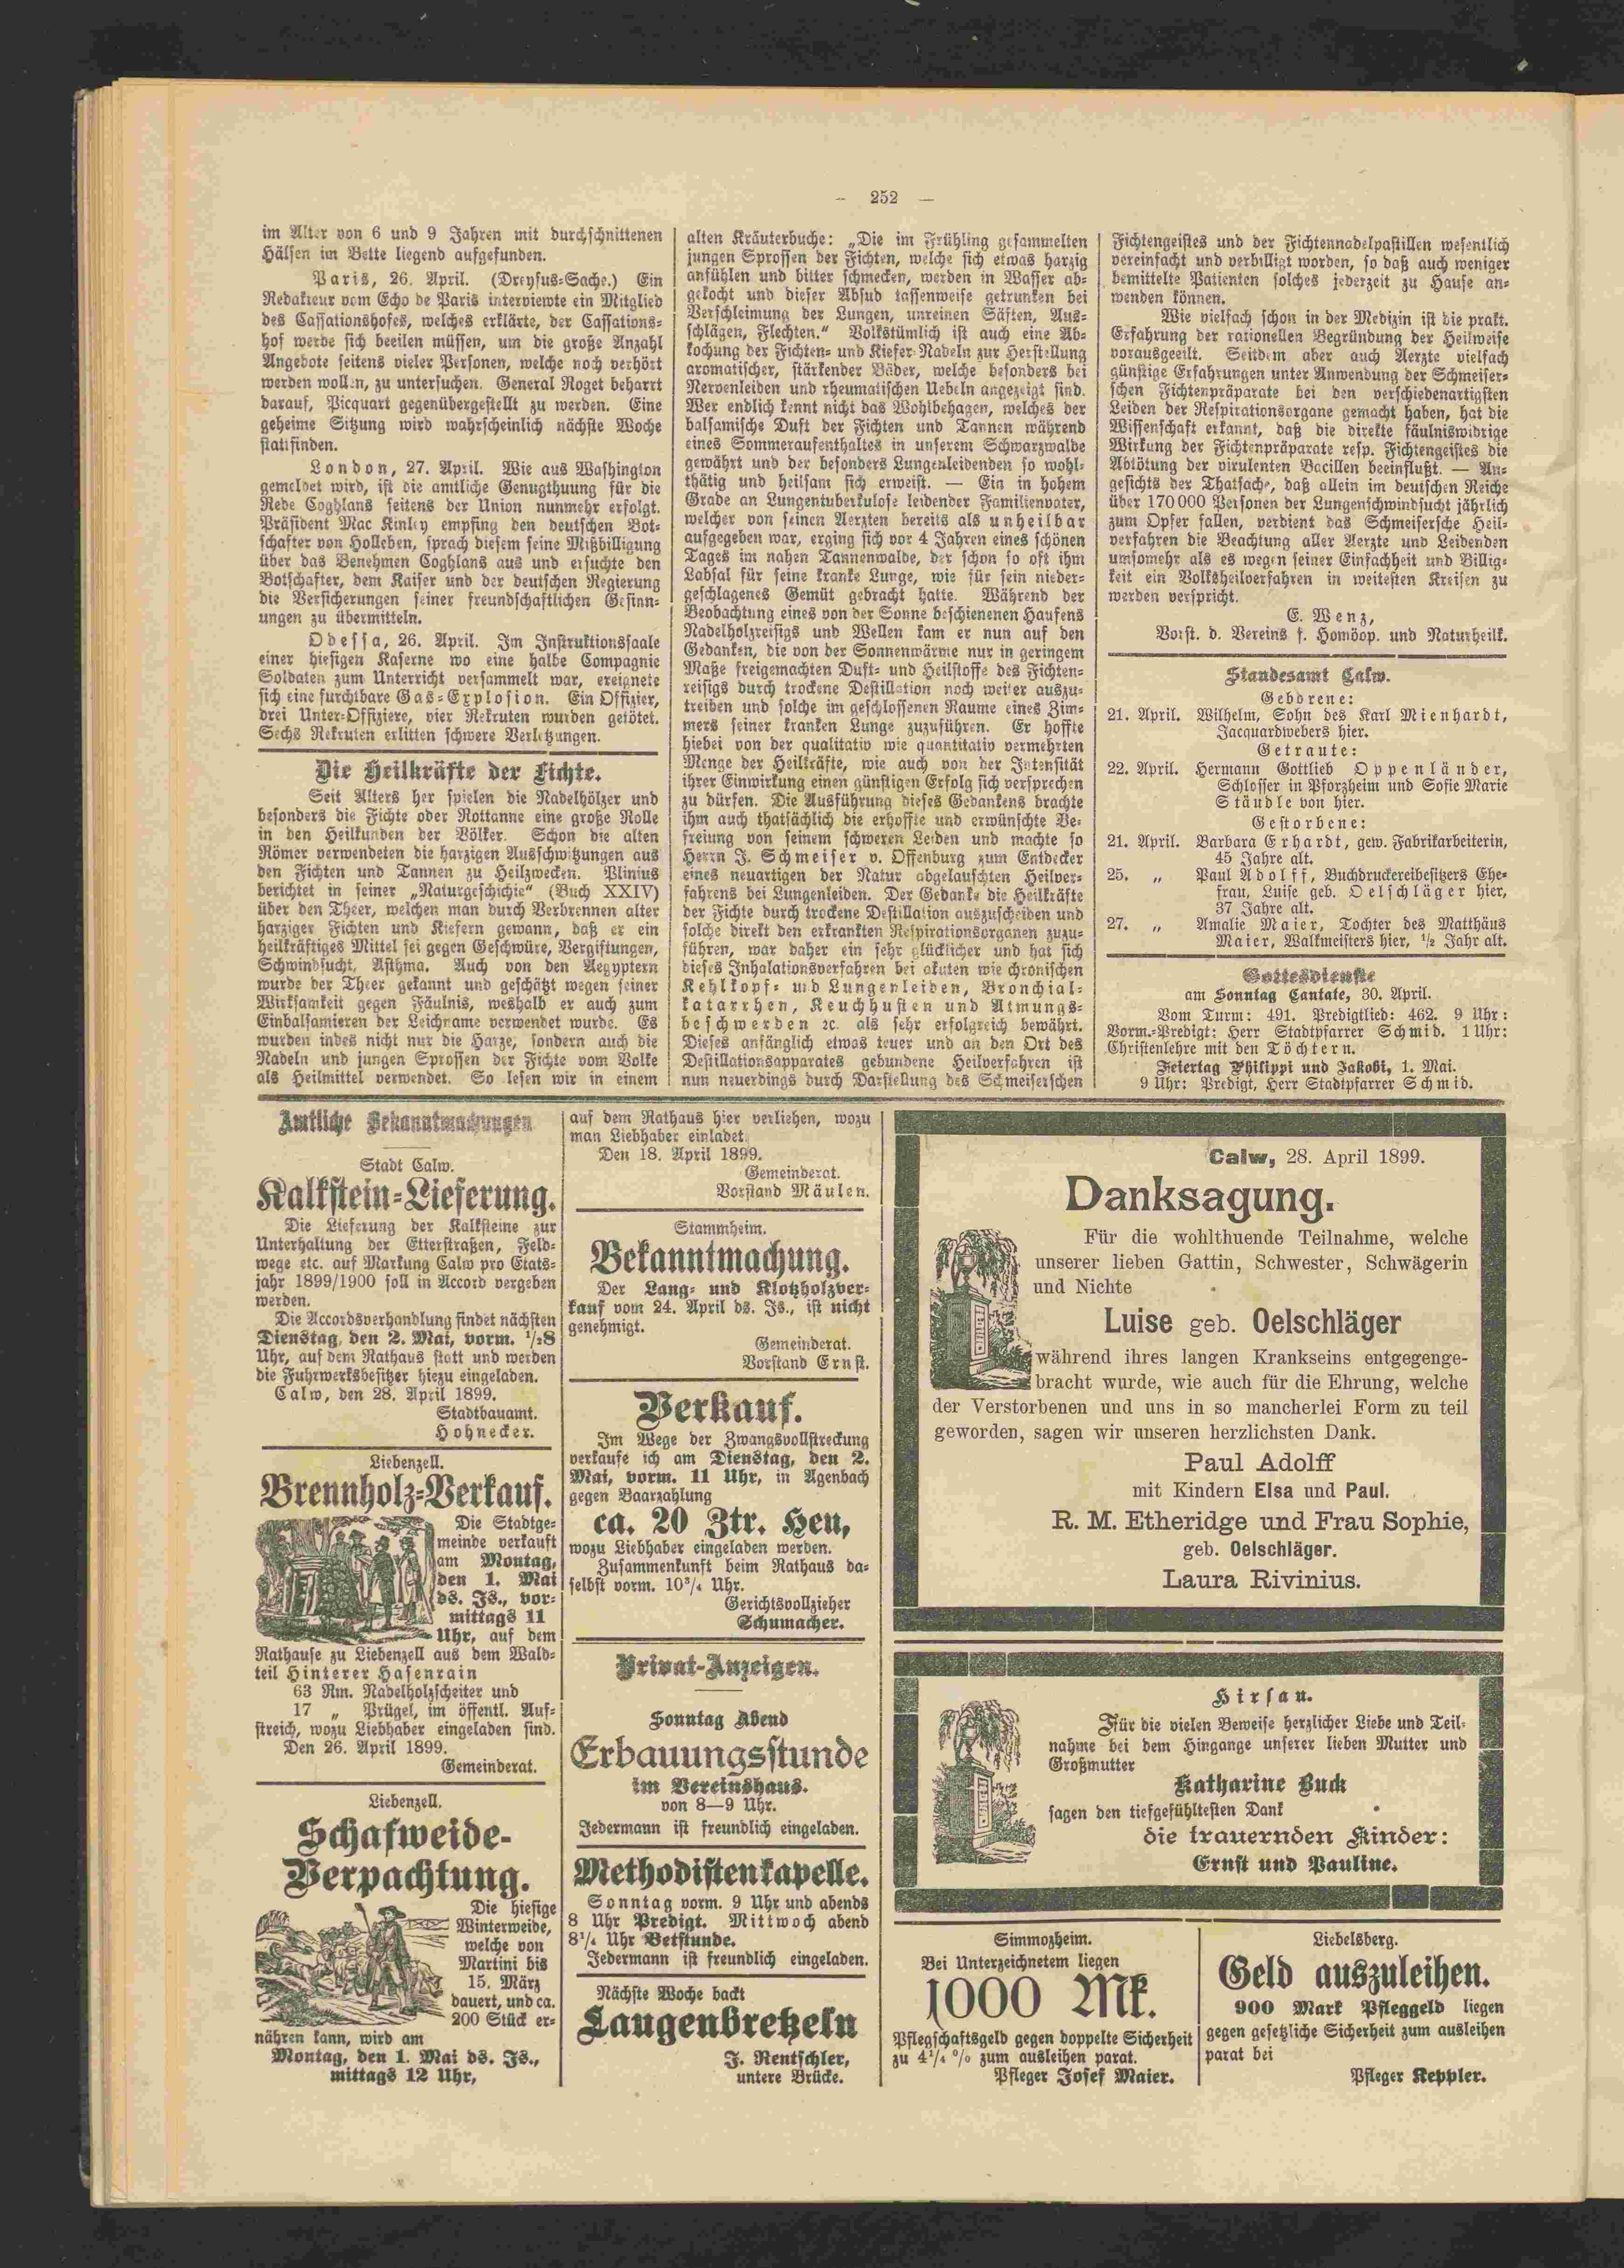 — 252 —
im Alter von 6 und 9 Jahren mit durchschnittenen
Hälsen im Bette liegend aufgefunden.
Paris, 26. April. (Dreyfus-Sache.) Ein
Redakteur vom Echo de Paris interviewte ein Mitglied
des Cassationshofes, welches erklärte, der Cassations-
hof werde sich beeilen müssen, um die große Anzahl
Angebote seitens vieler Personen, welche noch verhört
werden wollen, zu untersuchen. General Roget beharrt
darauf, Picquart gegenübergestellt zu werden. Eine
geheime Sitzung wird wahrscheinlich nächste Woche
stattfinden.
London, 27. April. Wie aus Washington
gemeldet wird, ist die amtliche Genugthuung für die
Rede Coghlans seitens der Union nunmehr erfolgt.
Präsident Mac Kinley empfing den deutschen Bot-
schafter von Holleben, sprach diesem seine Mißbilligung
über das Benehmen Coghlans aus und ersuchte den
Botschafter, dem Kaiser und der deutschen Regierung
die Versicherungen seiner freundschaftlichen Gesinn-
ungen zu übermitteln.
Odessa, 26. April. Im Instruktionssaale
einer hiesigen Kaserne wo eine halbe Compagnie
Soldaten zum Unterricht versammelt war, ereignete
sich eine furchtbare Gas-Explosion. Ein Offizier,
drei Unter-Offiziere, vier Rekruten wurden getötet.
Sechs Rekruten erlitten schwere Verletzungen.
Die Heilkräfte der Fichte.
Seit Alters her spielen die Nadelhölzer und
besonders die Fichte oder Rottanne eine große Rolle
in den Heilkunden der Völker. Schon die alten
Römer verwendeten die harzigen Ausschwitzungen aus
den Fichten und Tannen zu Heilzwecken. Plinius
berichtet in seiner „Naturgeschichte“ (Buch XXIV)
über den Theer, welchen man durch Verbrennen alter
harziger Fichten und Kiefern gewann, daß er ein
heilkräftiges Mittel sei gegen Geschwüre, Vergiftungen,
Schwindsucht, Asthma. Auch von den Aegyptern
wurde der Theer gekannt und geschätzt wegen seiner
Wirksamkeit gegen Fäulnis, weshalb er auch zum
Einbalsamieren der Leichname verwendet wurde. Es
wurden indes nicht nur die Harze, sondern auch die
Nadeln und jungen Sprossen der Fichte vom Volke
als Heilmittel verwendet. So lesen wir in einem
alten Kräuterbuche: „Die im Frühling gesammelten
jungen Sprossen der Fichten, welche sich etwas harzig
anfühlen und bitter schmecken, werden in Wasser ab-
gekocht und dieser Absud tassenweise getrunken bei
Verschleimung der Lungen, unreinen Säften, Aus-
schlägen, Flechten.“ Volkstümlich ist auch eine Ab-
kochung der Fichten- und Kiefer-Nadeln zur Herstellung
aromatischer, stärkender Bäder, welche besonders bei
Nervenleiden und rheumatischen Uebeln angezeigt sind.
Wer endlich kennt nicht das Wohlbehagen, welches der
balsamische Duft der Fichten und Tannen während
eines Sommeraufenthaltes in unserem Schwarzwalde
gewährt und der besonders Lungenleidenden so wohl-
thätig und heilsam sich erweist. — Ein in hohem
Grade an Lungentuberkulose leidender Familienvater,
welcher von seinen Aerzten bereits als unheilbar
aufgegeben war, erging sich vor 4 Jahren eines schönen
Tages im nahen Tannenwalde, der schon so oft ihm
Labsal für seine kranke Lunge, wie für sein nieder-
geschlagenes Gemüt gebracht hatte. Während der
Beobachtung eines von der Sonne beschienenen Haufens
Nadelholzreisigs und Wellen kam er nun auf den
Gedanken, die von der Sonnenwärme nur in geringem
Maße freigemachten Duft- und Heilstoffe des Fichten-
reisigs durch trockene Destillation noch weiter auszu-
treiben und solche im geschlossenen Raume eines Zim-
mers seiner kranken Lunge zuzuführen. Er hoffte
hiebei von der qualitativ wie quantitativ vermehrten
Menge der Heilkräfte, wie auch von der Intensität
ihrer Einwirkung einen günstigen Erfolg sich versprechen
zu dürfen. Die Ausführung dieses Gedankens brachte
ihm auch thatsächlich die erhoffte und erwünschte Be-
freiung von seinem schweren Leiden und machte so
Herrn J. Schmeiser v. Offenburg zum Entdecker
eines neuartigen der Natur abgelauschten Heilver-
fahrens bei Lungenleiden. Der Gedanke die Heilkräfte
der Fichte durch trockene Destillation auszuscheiden und
solche direkt den erkrankten Respirationsorganen zuzu-
führen, war daher ein sehr glücklicher und hat sich
dieses Inhalationsverfahren bei akuten wie chronischen
Kehlkopf- und Lungenleiden, Bronchial-
katarrhen, Keuchhusten und Atmungs-
beschwerden ꝛc. als sehr erfolgreich bewährt.
Dieses anfänglich etwas teuer und an den Ort des
Destillationsapparates gebundene Heilverfahren ist
nun neuerdings durch Darstellung des Schmeiserschen
Fichtengeistes und der Fichtennadelpastillen wesentlich
vereinfacht und verbilligt worden, so daß auch weniger
bemittelte Patienten solches jederzeit zu Hause an-
wenden können.
Wie vielfach schon in der Medizin ist die prakt.
Erfahrung der rationellen Begründung der Heilweise
vorausgeeilt. Seitdem aber auch Aerzte vielfach
günstige Erfahrungen unter Anwendung der Schmeiser-
schen Fichtenpräparate bei den verschiedenartigsten
Leiden der Respirationsorgane gemacht haben, hat die
Wissenschaft erkannt, daß die direkte fäulniswidrige
Wirkung der Fichtenpräparate resp. Fichtengeistes die
Abtötung der virulenten Bacillen beeinflußt. — An-
gesichts der Thatsache, daß allein im deutschen Reiche
über 170000 Personen der Lungenschwindsucht jährlich
zum Opfer fallen, verdient das Schmeisersche Heil-
verfahren die Beachtung aller Aerzte und Leidenden
umsomehr als es wegen seiner Einfachheit und Billig-
keit ein Volksheilverfahren in weitesten Kreisen zu
werden verspricht.
E. Wenz,
Vorst. d. Vereins f. Homöop. und Naturheilk.
Standesamt Calw.
Geborene:
21. April. Wilhelm, Sohn des Karl Mienhardt,
Jacquardwebers hier.
Getraute:
22. April. Hermann Gottlieb Oppenländer,
Schlosser in Pforzheim und Sofie Marie
Stäudle von hier.
Gestorbene:
21. April. Barbara Erhardt, gew. Fabrikarbeiterin,
45 Jahre alt.
25. „ Paul Adolff, Buchdruckereibesitzers Ehe-
frau, Luise geb. Oelschläger hier,
37 Jahre alt.
27. „ Amalie Maier, Tochter des Matthäus
Maier, Walkmeisters hier, ½ Jahr alt.
Gottesdienste
am Sonntag Cantate, 30. April.
Vom Turm: 491. Predigtlied: 462. 9 Uhr:
Vorm.-Predigt: Herr Stadtpfarrer Schmid. 1 Uhr:
Christenlehre mit den Töchtern.
Feiertag Philippi und Jakobi, 1. Mai.
9 Uhr: Predigt, Herr Stadtpfarrer Schmid.
Amtliche Bekanntmachungen
Stadt Calw.
Kalkstein-Lieferung.
Die Lieferung der Kalksteine zur
Unterhaltung der Etterstraßen, Feld-
wege etc. auf Markung Calw pro Etats-
jahr 1899/1900 soll in Accord vergeben
werden.
Die Accordsverhandlung findet nächsten
Dienstag, den 2. Mai, vorm. ½8
Uhr, auf dem Rathaus statt und werden
die Fuhrwerksbesitzer hiezu eingeladen.
Calw, den 28. April 1899.
Stadtbauamt.
Hohnecker.
Liebenzell.
Brennholz-Verkauf.
Die Stadtge-
meinde verkauft
am Montag,
den 1. Mai
ds. Js., vor-
mittags 11
Uhr, auf dem
Rathause zu Liebenzell aus dem Wald-
teil Hinterer Hasenrain
63 Rm. Nadelholzscheiter und
17 „ Prügel, im öffentl. Auf-
streich, wozu Liebhaber eingeladen sind.
Den 26. April 1899.
Gemeinderat.
Liebenzell.
Schafweide-
Verpachtung.
Die hiesige
Winterweide,
welche von
Martini bis
15. März
dauert, und ca.
200 Stück er-
nähren kann, wird am
Montag, den 1. Mai ds. Js.,
mittags 12 Uhr,
auf dem Rathaus hier verliehen, wozu
man Liebhaber einladet.
Den 18. April 1899.
Gemeinderat.
Vorstand Mäulen.
Stammheim.
Bekanntmachung.
Der Lang- und Klotzholzver-
kauf vom 24. April ds. Js., ist nicht
genehmigt.
Gemeinderat.
Vorstand Ernst.
Verkauf.
Im Wege der Zwangsvollstreckung
verkaufe ich am Dienstag, den 2.
Mai, vorm. 11 Uhr, in Agenbach
gegen Baarzahlung
ca. 20 Ztr. Heu,
wozu Liebhaber eingeladen werden.
Zusammenkunft beim Rathaus da-
selbst vorm. 10¾ Uhr.
Gerichtsvollzieher
Schumacher.
Privat-Anzeigen.
Sonntag Abend
Erbauungsstunde
im Vereinshaus.
von 8—9 Uhr.
Jedermann ist freundlich eingeladen.
Methodistenkapelle.
Sonntag vorm. 9 Uhr und abends
8 Uhr Predigt. Mittwoch abend
8¼ Uhr Betstunde.
Jedermann ist freundlich eingeladen.
Nächste Woche backt
Laugenbretzeln
J. Rentschler,
untere Brücke.
Calw, 28. April 1899.
Danksagung.
Für die wohlthuende Teilnahme, welche
unserer lieben Gattin, Schwester, Schwägerin
und Nichte
Luise geb. Oelschläger
während ihres langen Krankseins entgegenge-
bracht wurde, wie auch für die Ehrung, welche
der Verstorbenen und uns in so mancherlei Form zu teil
geworden, sagen wir unseren herzlichsten Dank.
Paul Adolff
mit Kindern Elsa und Paul.
R. M. Etheridge und Frau Sophie,
geb. Oelschläger.
Laura Rivinius.
Hirsau.
Für die vielen Beweise herzlicher Liebe und Teil-
nahme bei dem Hingange unserer lieben Mutter und
Großmutter
Katharine Buck
sagen den tiefgefühltesten Dank
die trauernden Kinder:
Ernst und Pauline.
Simmozheim.
Bei Unterzeichnetem liegen
1000 Mk.
Pflegschaftsgeld gegen doppelte Sicherheit
zu 4¼ % zum ausleihen parat.
Pfleger Josef Maier.
Liebelsberg.
Geld auszuleihen.
900 Mark Pfleggeld liegen
gegen gesetzliche Sicherheit zum ausleihen
parat bei
Pfleger Keppler.